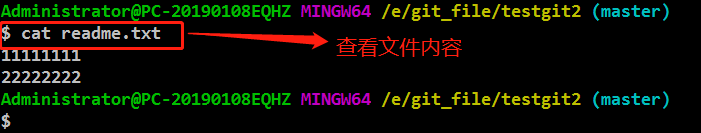 Administrator@PC-20190108EQHZ MINGW64 /e/git_file/testgit2 (master)
$ cat readme.txt
查看文件内容
11111111
22222222
Administrator@PC-20190108EQHZ MINGW64 /e/git_file/testgit2 (master)
$